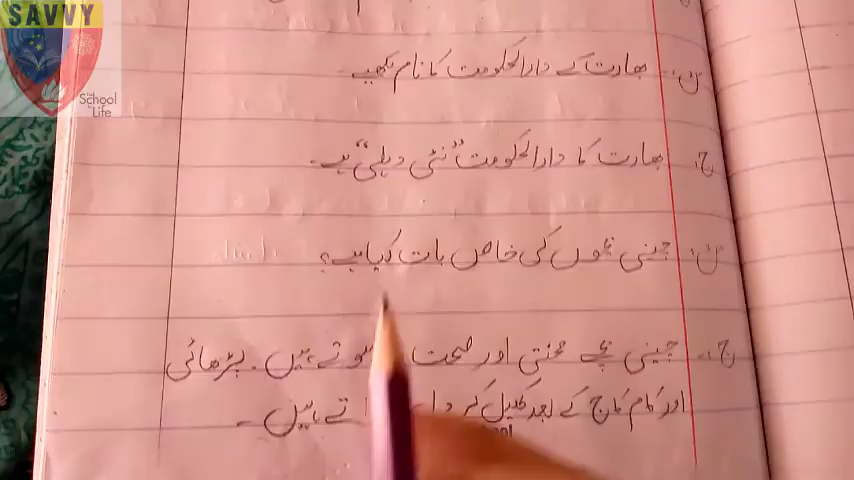 SAVVY
The School of Life
س:۔ بھارت کے دارالحکومت کا نام لکھیے۔
ج:۔ بھارت کا دارالحکومت "نئی دہلی" ہے۔
س:۔ چینی بچوں کی خاص بات کیا ہے؟
ج:۔ چینی بچے محنتی اور صحت ہوتے ہیں۔ پڑھائی
اور کام کاج کے بعد کھیل کر ہیں۔